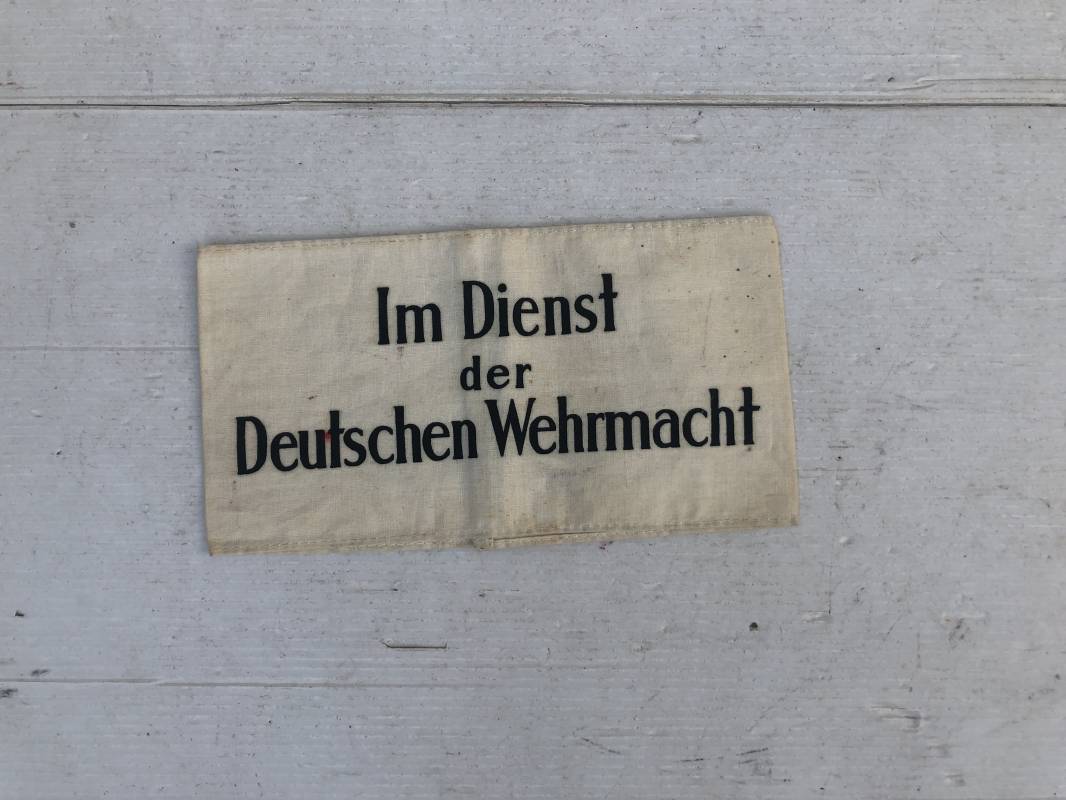 Im Dienst
der
Deutschen Wehrmacht